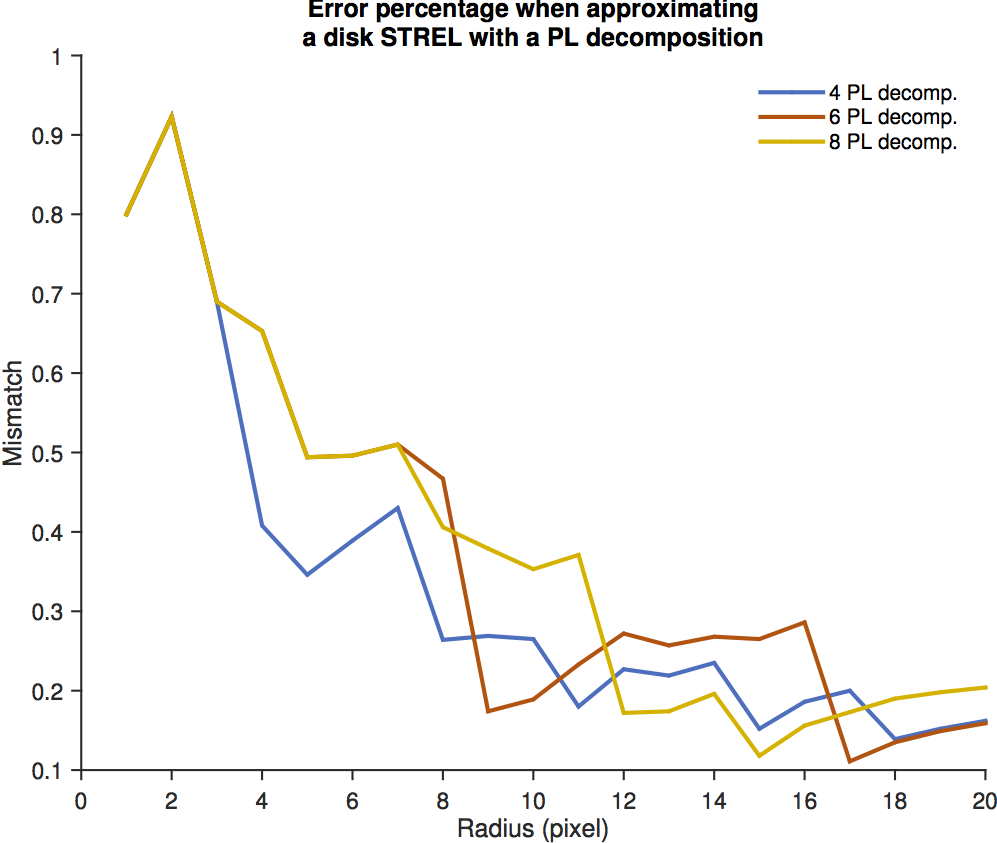 Error percentage when approximating
a disk STREL with a PL decomposition
1
0.9
0.8
0.7
0.6
0.5
0.4
0.3
0.2
0.1
Mismatch
4 PL decomp.
6 PL decomp.
8 PL decomp.
0 2 4 6 8 10 12 14 16 18 20
Radius (pixel)